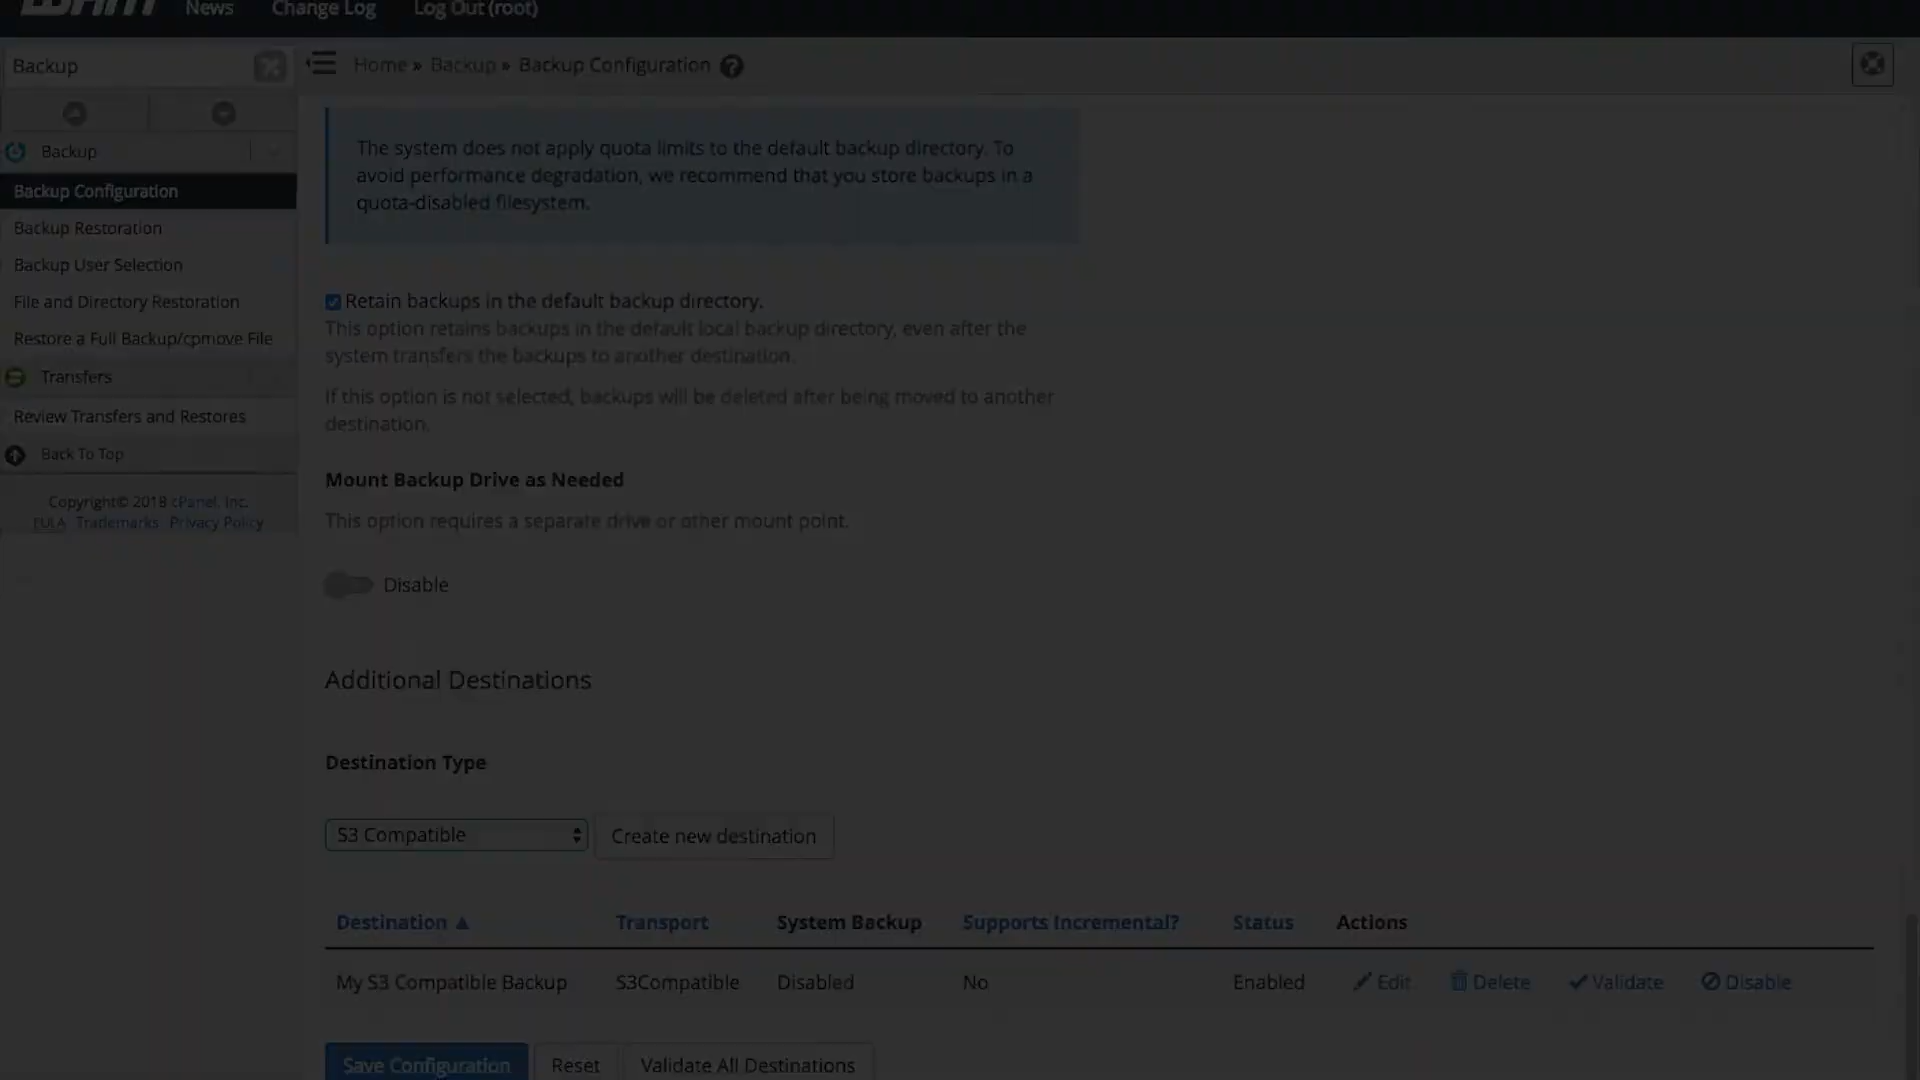 WHM
News
Change Log
Log Out (root)
Backup
Home » Backup » Backup Configuration
Backup
Backup Configuration
Backup Restoration
Backup User Selection
File and Directory Restoration
Restore a Full Backup/cpmove File
Transfers
Review Transfers and Restores
Back To Top
Copyright© 2018 cPanel, Inc.
EULA Trademarks Privacy Policy
The system does not apply quota limits to the default backup directory. To
avoid performance degradation, we recommend that you store backups in a
quota-disabled filesystem.
Retain backups in the default backup directory.
This option retains backups in the default local backup directory, even after the
system transfers the backups to another destination.
If this option is not selected, backups will be deleted after being moved to another
destination.
Mount Backup Drive as Needed
This option requires a separate drive or other mount point.
Disable
Additional Destinations
Destination Type
S3 Compatible
Create new destination
Destination ▲ Transport System Backup Supports Incremental? Status Actions
My S3 Compatible Backup S3Compatible Disabled No Enabled Edit Delete Validate Disable
Save Configuration Reset Validate All Destinations